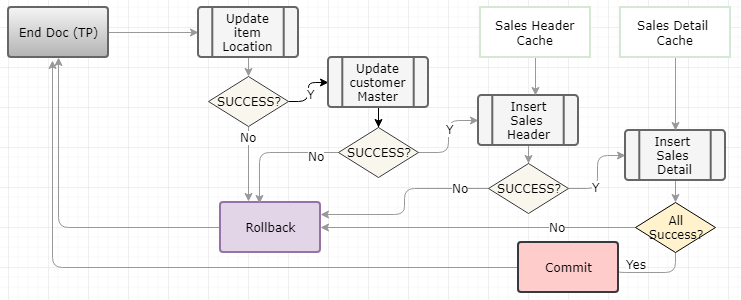 End Doc (TP)
Update
item
Location
Sales Header
Cache
Sales Detail
Cache
SUCCESS?
Y
No
Update
customer
Master
SUCCESS?
Y
No
Insert
Sales
Header
SUCCESS?
Y
No
Insert
Sales
Detail
All
Success?
No
Yes
Rollback
Commit